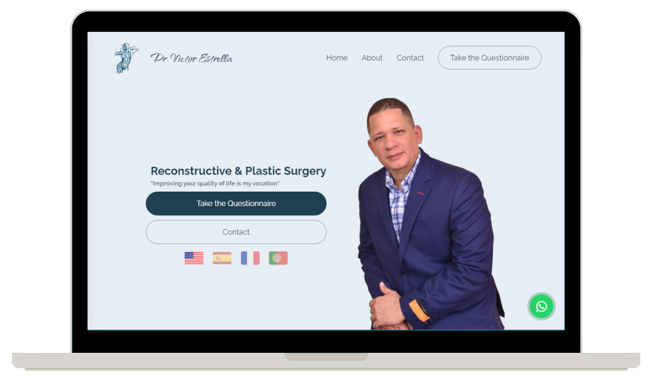 Dr Victor Estrella
Home
About
Contact
Take the Questionnaire
Reconstructive & Plastic Surgery
"Improving your quality of life is my vocation"
Take the Questionnaire
Contact